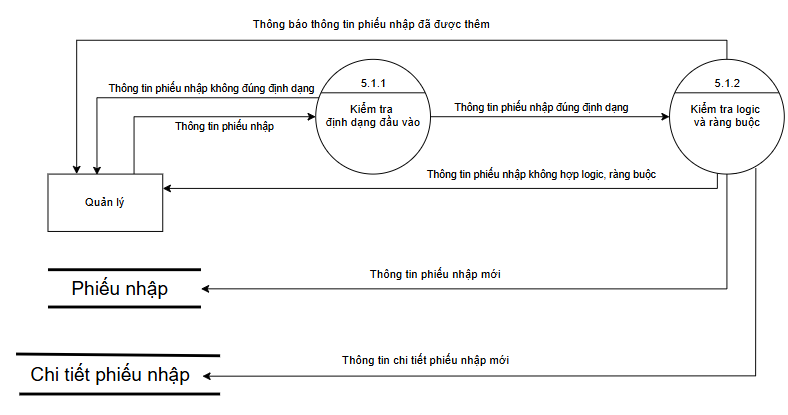 Thông báo thông tin phiếu nhập đã được thêm
5.1.1
5.1.2
Thông tin phiếu nhập không đúng định dạng
Kiểm tra
định dạng đầu vào
Thông tin phiếu nhập đúng định dạng
Kiểm tra logic
và ràng buộc
Thông tin phiếu nhập
Thông tin phiếu nhập không hợp logic, ràng buộc
Quản lý
Thông tin phiếu nhập mới
Phiếu nhập
Thông tin chi tiết phiếu nhập mới
Chi tiết phiếu nhập